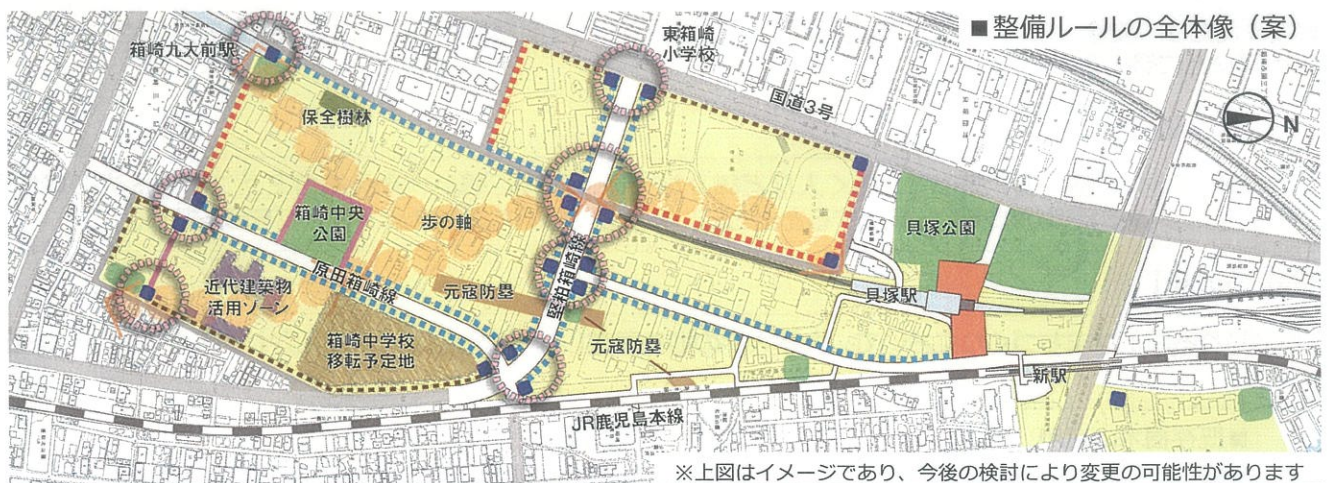 ■整備ルールの全体像（案）
箱崎九大前駅
東箱崎
小学校
国道3号
N
保全樹林
箱崎中央
公園
歩の軸
貝塚公園
近代建築物
活用ゾーン
原田箱崎線
元寇防塁
堅粕箱崎線
貝塚駅
箱崎中学校
移転予定地
元寇防塁
新駅
JR鹿児島本線
※上図はイメージであり、今後の検討により変更の可能性があります